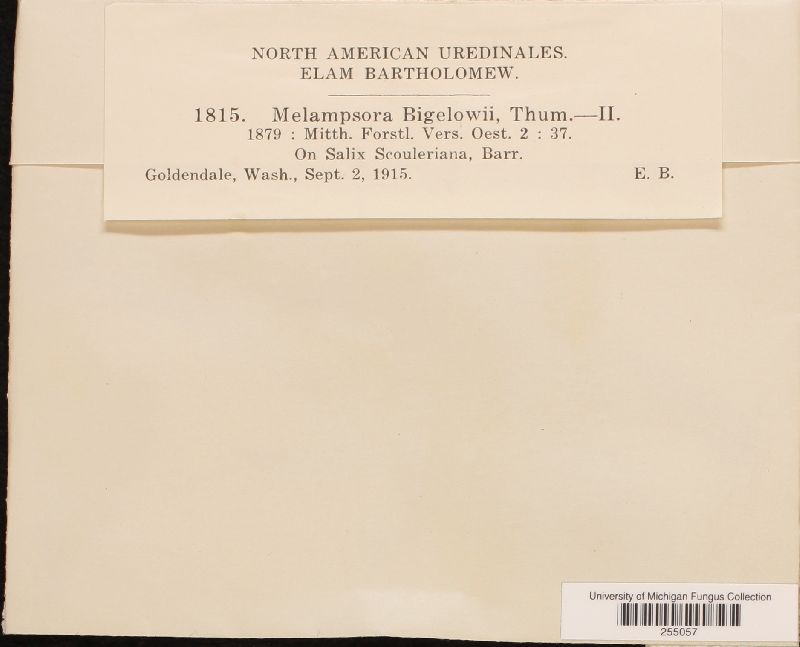 NORTH AMERICAN UREDINALES.
ELAM BARTHOLOMEW.
1815. Melampsora Bigelowii, Thum.—II.
1879 : Mitth. Forstl. Vers. Oest. 2 : 37.
On Salix Scouleriana, Barr.
Goldendale, Wash., Sept. 2, 1915. E. B.
University of Michigan Fungus Collection
255057